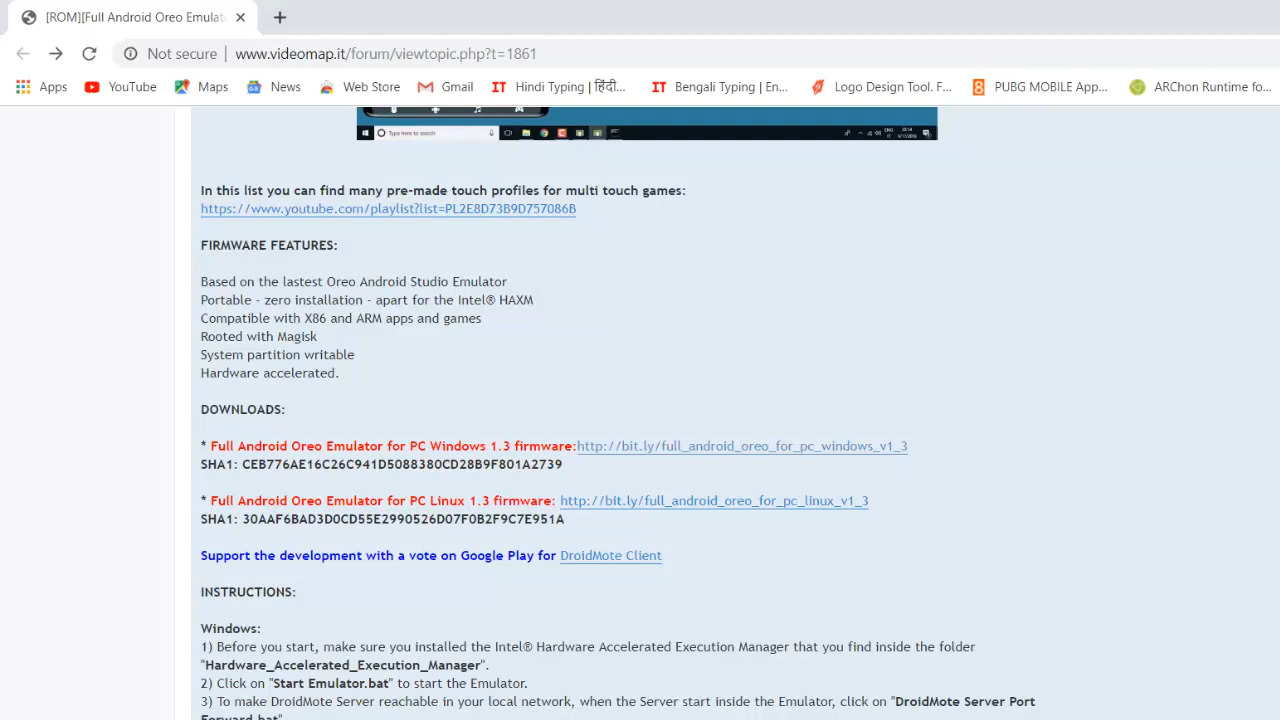 [ROM][Full Android Oreo Emulat
Not secure | www.videomap.it/forum/viewtopic.php?t=1861
Apps YouTube Maps News Web Store Gmail Hindi Typing | हिंदी... Bengali Typing | En... Logo Design Tool. F... PUBG MOBILE App,... ARChon Runtime fo...
Type here to search
In this list you can find many pre-made touch profiles for multi touch games:
https://www.youtube.com/playlist?list=PL2E8D73B9D757086B
FIRMWARE FEATURES:
Based on the lastest Oreo Android Studio Emulator
Portable - zero installation - apart for the Intel® HAXM
Compatible with X86 and ARM apps and games
Rooted with Magisk
System partition writable
Hardware accelerated.
DOWNLOADS:
* Full Android Oreo Emulator for PC Windows 1.3 firmware:http://bit.ly/full_android_oreo_for_pc_windows_v1_3
SHA1: CEB776AE16C26C941D5088380CD28B9F801A2739
* Full Android Oreo Emulator for PC Linux 1.3 firmware: http://bit.ly/full_android_oreo_for_pc_linux_v1_3
SHA1: 30AAF6BAD3D0CD55E2990526D07F0B2F9C7E951A
Support the development with a vote on Google Play for DroidMote Client
INSTRUCTIONS:
Windows:
1) Before you start, make sure you installed the Intel® Hardware Accelerated Execution Manager that you find inside the folder
"Hardware_Accelerated_Execution_Manager".
2) Click on "Start Emulator.bat" to start the Emulator.
3) To make DroidMote Server reachable in your local network, when the Server start inside the Emulator, click on "DroidMote Server Port
Forward.bat"